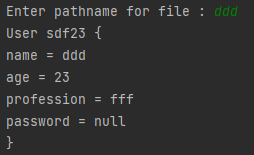 Enter pathname for file : ddd
User sdf23 {
name = ddd
age = 23
profession = fff
password = null
}